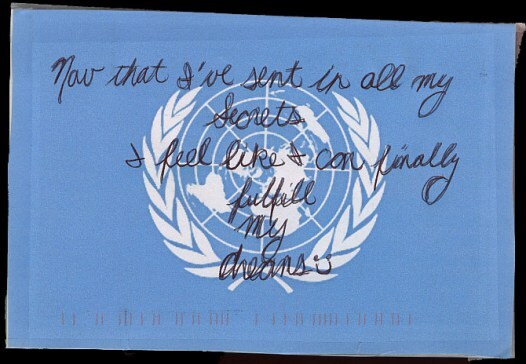 Now that I've sent in all my
Secrets
I feel like I can finally
fulfill
my
dreams